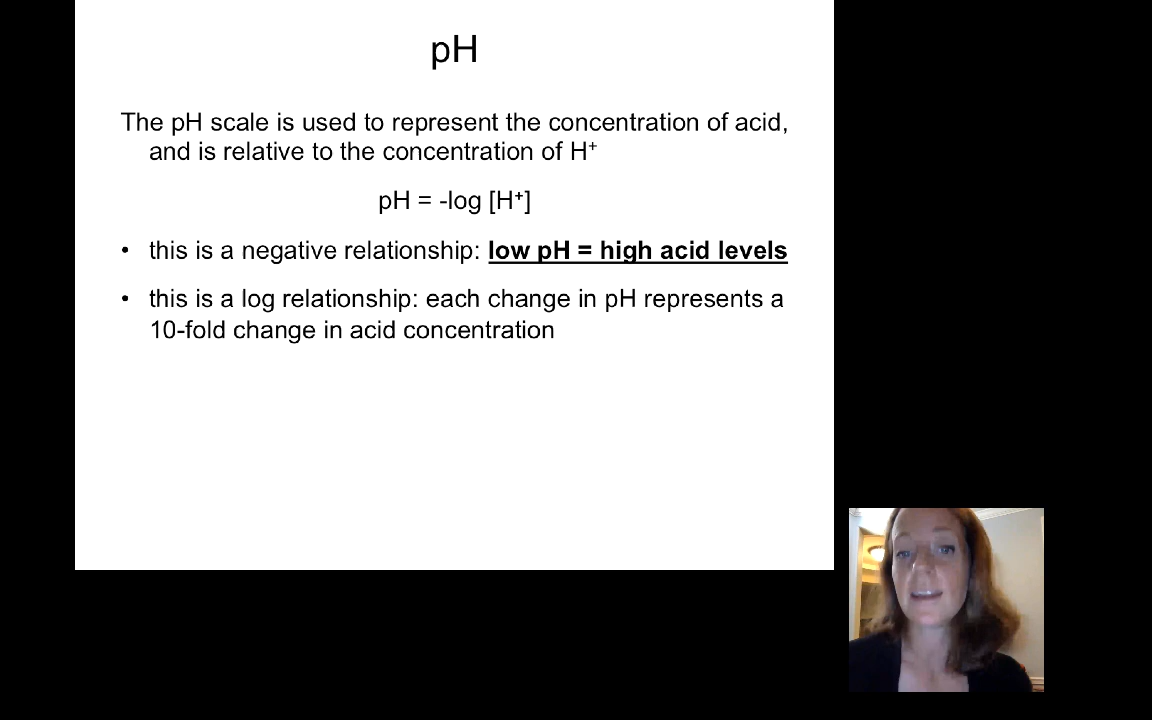 pH
The pH scale is used to represent the concentration of acid,
and is relative to the concentration of H⁺
pH = -log [H⁺]
• this is a negative relationship: low pH = high acid levels
• this is a log relationship: each change in pH represents a
10-fold change in acid concentration